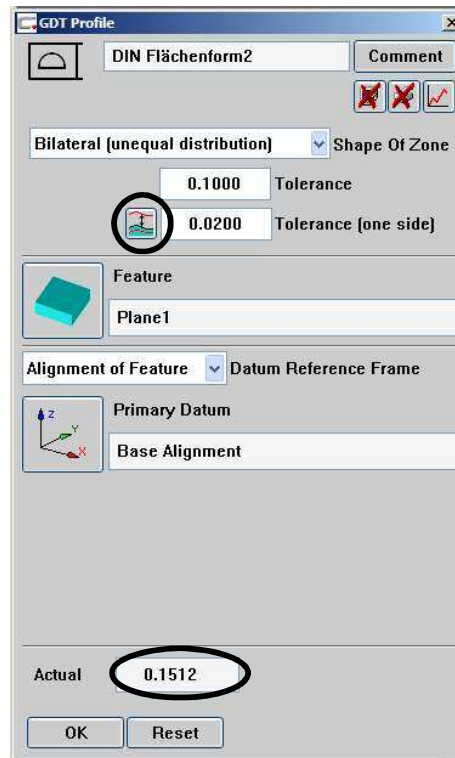 GDT Profile
DIN Flächenform2
Comment
Bilateral (unequal distribution)
Shape Of Zone
0.1000 Tolerance
0.0200 Tolerance (one side)
Feature
Plane1
Alignment of Feature
Datum Reference Frame
Z
Y
X
Primary Datum
Base Alignment
Actual 0.1512
OK Reset